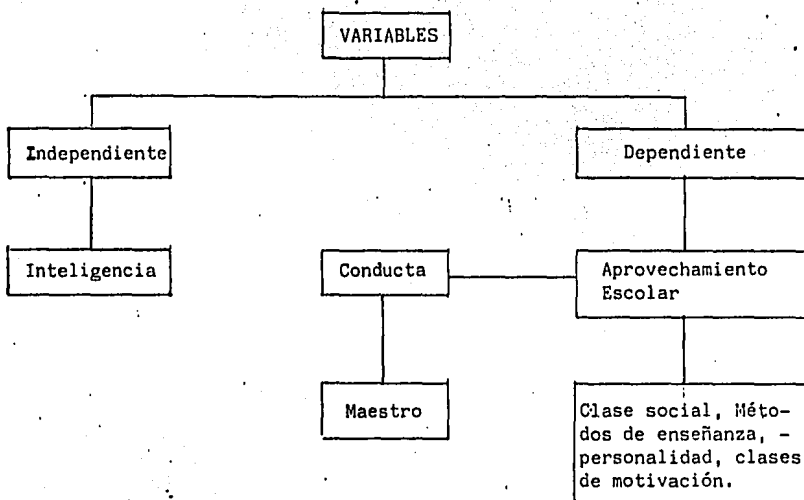 VARIABLES
Independiente
Dependiente
Inteligencia
Conducta
Aprovechamiento
Escolar
Maestro
Clase social, Méto-
dos de enseñanza, -
personalidad, clases
de motivación.